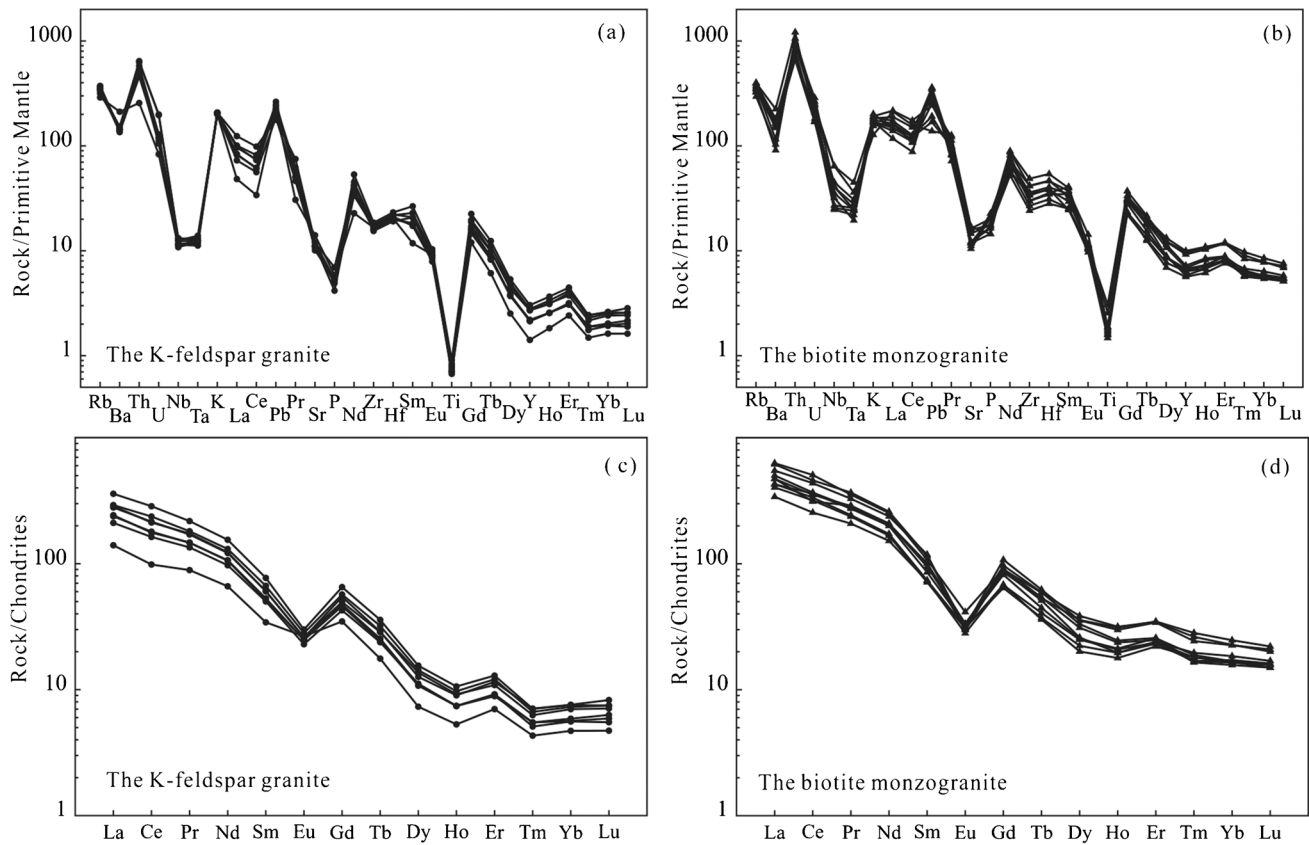 (a)
1000
100
10
1
Rock/Primitive Mantle
The K-feldspar granite
Rb Ba Th U Nb Ta K La Ce Pb Pr Sr P Nd Zr Hf Sm Eu Ti Gd Tb Dy Y Ho Er Tm Yb Lu
(b)
1000
100
10
1
Rock/Primitive Mantle
The biotite monzogranite
Rb Ba Th U Nb Ta K La Ce Pb Pr Sr P Nd Zr Hf Sm Eu Ti Gd Tb Dy Y Ho Er Tm Yb Lu
( c)
100
10
1
Rock/Chondrites
The K-feldspar granite
La Ce Pr Nd Sm Eu Gd Tb Dy Ho Er Tm Yb Lu
(d)
100
10
1
Rock/Chondrites
The biotite monzogranite
La Ce Pr Nd Sm Eu Gd Tb Dy Ho Er Tm Yb Lu